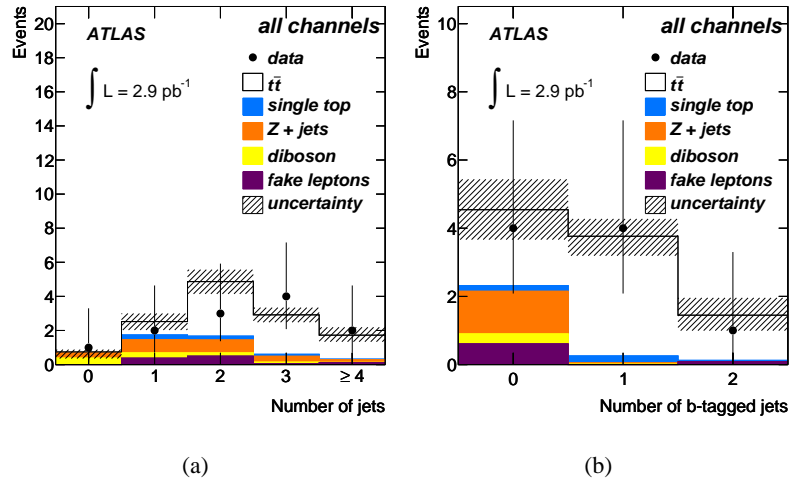 Events
20
18
16
14
12
10
8
6
4
2
0
ATLAS
all channels
∫ L = 2.9 pb⁻¹
data
tt̄
single top
Z + jets
diboson
fake leptons
uncertainty
0 1 2 3 ≥ 4
Number of jets
(a)
Events
10
8
6
4
2
0
ATLAS
all channels
∫ L = 2.9 pb⁻¹
data
tt̄
single top
Z + jets
diboson
fake leptons
uncertainty
0 1 2
Number of b-tagged jets
(b)